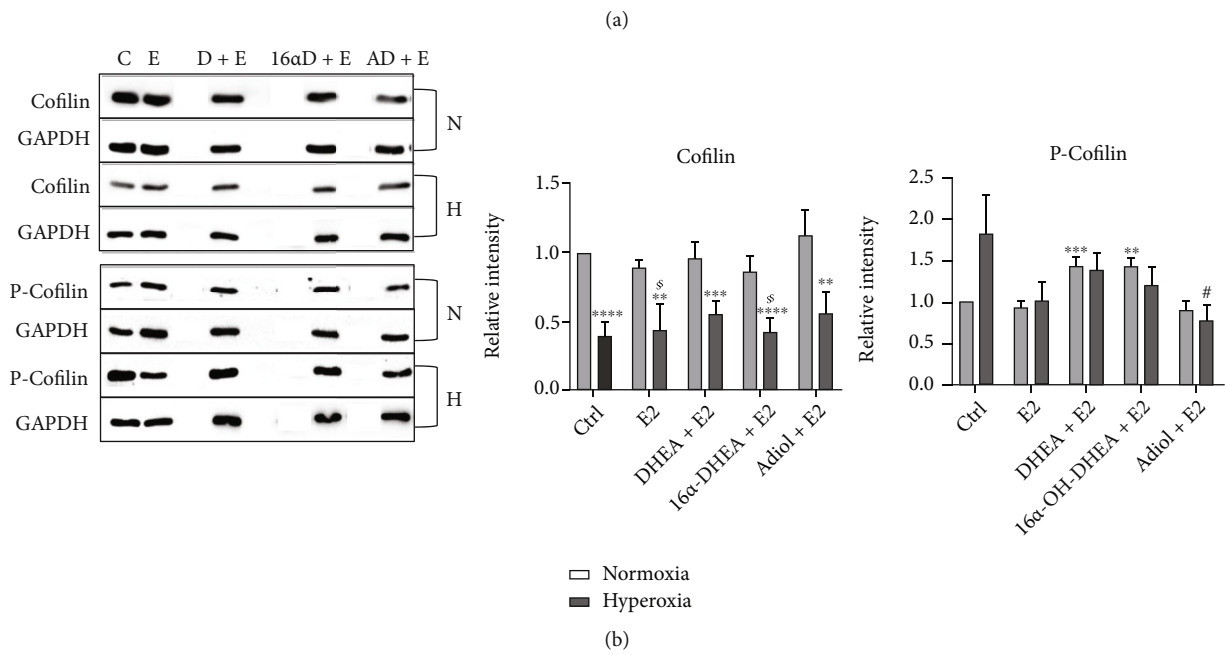 (a)
C E D + E 16αD + E AD + E
Cofilin
GAPDH
N
Cofilin
GAPDH
H
P-Cofilin
GAPDH
N
P-Cofilin
GAPDH
H
Cofilin
Relative intensity
1.5
1.0
0.5
0.0
****
$
**
***
$
****
**
Ctrl
E2
DHEA + E2
16α-DHEA + E2
Adiol + E2
P-Cofilin
Relative intensity
2.5
2.0
1.5
1.0
0.5
0.0
***
**
#
Ctrl
E2
DHEA + E2
16α-OH-DHEA + E2
Adiol + E2
Normoxia
Hyperoxia
(b)